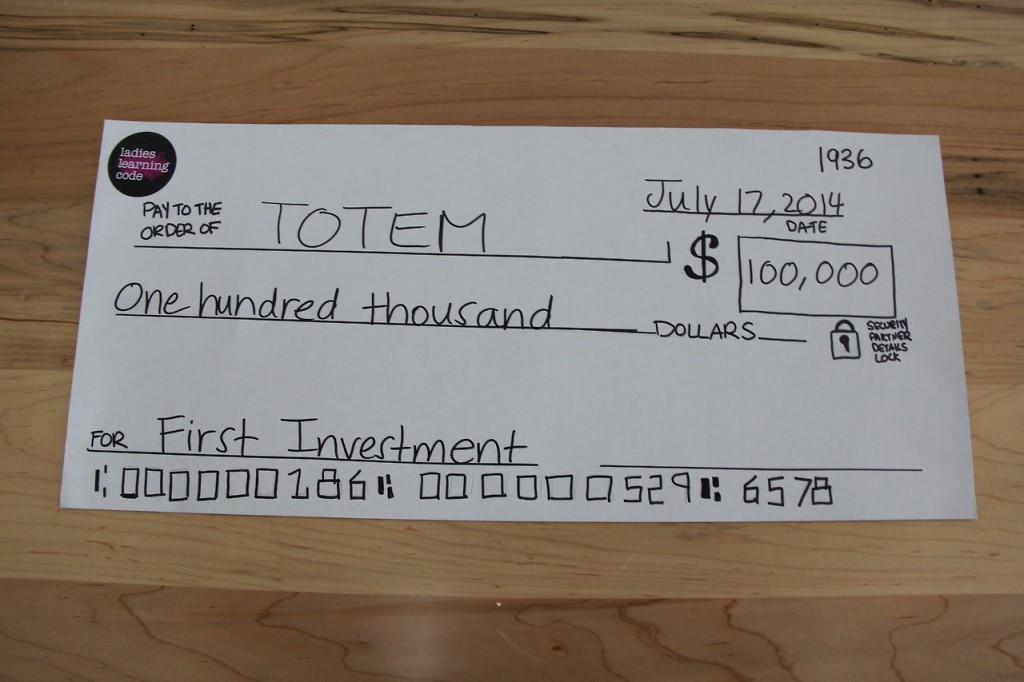 ladies
learning
code
1936
July 17, 2014
DATE
PAY TO THE
ORDER OF
TOTEM
$ 100,000
One hundred thousand DOLLARS
SECURITY
PARTNER
DETAILS
LOCK
FOR First Investment
⑆000000186⑆ 000000529⑆ 6578